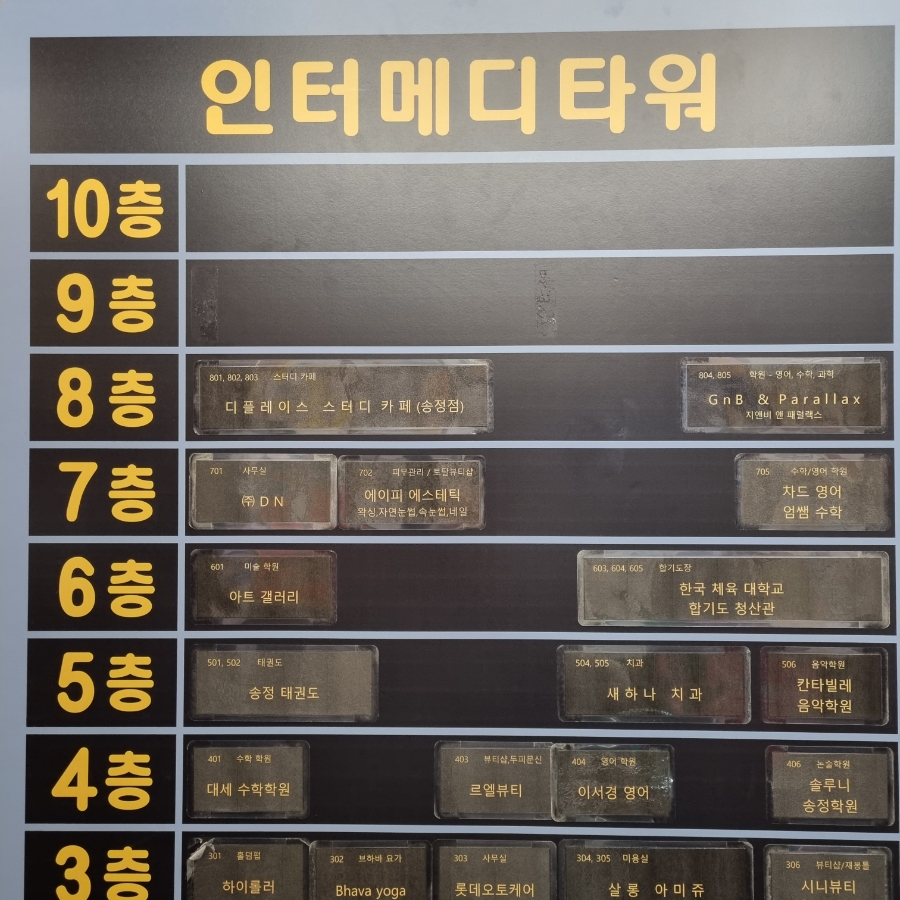 인터메디타워
10층
9층
8층
801, 802, 803 스터디 카페
디플레이스 스터디 카페 (송정점)
804, 805 학원 - 영어, 수학, 과학
GnB & Parallax
지앤비 앤 패럴랙스
7층
701 사무실
㈜ D N
702 피부관리 / 토탈뷰티샵
에이피 에스테틱
왁싱,자연눈썹,속눈썹,네일
705 수학/영어 학원
차드 영어
엄쌤 수학
6층
601 미술 학원
아트 갤러리
603, 604, 605 합기도장
한국 체육 대학교
합기도 청산관
5층
501, 502 태권도
송정 태권도
504, 505 치과
새하나 치과
506 음악학원
칸타빌레
음악학원
4층
401 수학 학원
대세 수학학원
403 뷰티샵,두피문신
르엘뷰티
404 영어 학원
이서경 영어
406 논술학원
솔루니
송정학원
3층
301 홀덤펍
하이롤러
302 브하바 요가
Bhava yoga
303 사무실
롯데오토케어
304, 305 미용실
살롱 아미쥬
306 뷰티샵/재봉틀
시니뷰티